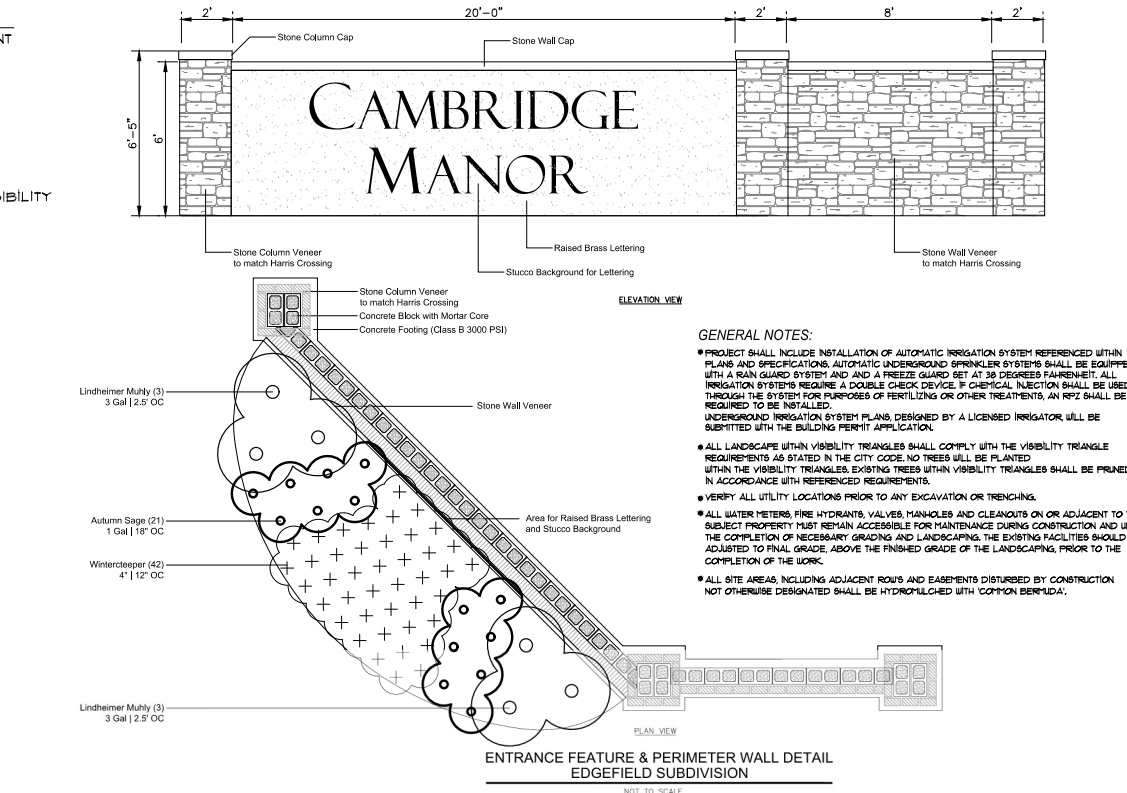 NT
SIBILITY
2'
20'-0"
2'
8'
2'
Stone Column Cap
Stone Wall Cap
6'-5"
6'
CAMBRIDGE
MANOR
Stone Column Veneer
to match Harris Crossing
Raised Brass Lettering
Stucco Background for Lettering
Stone Wall Veneer
to match Harris Crossing
ELEVATION VIEW
Stone Column Veneer
to match Harris Crossing
Concrete Block with Mortar Core
Concrete Footing (Class B 3000 PSI)
Lindheimer Muhly (3)
3 Gal | 2.5' OC
Stone Wall Veneer
Autumn Sage (21)
1 Gal | 18" OC
Area for Raised Brass Lettering
and Stucco Background
Wintercteeper (42)
4" | 12" OC
Lindheimer Muhly (3)
3 Gal | 2.5' OC
GENERAL NOTES:
* PROJECT SHALL INCLUDE INSTALLATION OF AUTOMATIC IRRIGATION SYSTEM REFERENCED WITHIN
PLANS AND SPECIFICATIONS, AUTOMATIC UNDERGROUND SPRINKLER SYSTEMS SHALL BE EQUIPPE
WITH A RAIN GUARD SYSTEM AND AND A FREEZE GUARD SET AT 38 DEGREES FAHRENHEIT. ALL
IRRIGATION SYSTEMS REQUIRE A DOUBLE CHECK DEVICE, IF CHEMICAL INJECTION SHALL BE USED
THROUGH THE SYSTEM FOR PURPOSES OF FERTILIZING OR OTHER TREATMENTS, AN RPZ SHALL BE
REQUIRED TO BE INSTALLED.
UNDERGROUND IRRIGATION SYSTEM PLANS, DESIGNED BY A LICENSED IRRIGATOR, WILL BE
SUBMITTED WITH THE BUILDING PERMIT APPLICATION.
* ALL LANDSCAPE WITHIN VISIBILITY TRIANGLES SHALL COMPLY WITH THE VISIBILITY TRIANGLE
REQUIREMENTS AS STATED IN THE CITY CODE. NO TREES WILL BE PLANTED
WITHIN THE VISIBILITY TRIANGLES. EXISTING TREES WITHIN VISIBILITY TRIANGLES SHALL BE PRUNED
IN ACCORDANCE WITH REFERENCED REQUIREMENTS.
* VERIFY ALL UTILITY LOCATIONS PRIOR TO ANY EXCAVATION OR TRENCHING.
* ALL WATER METERS, FIRE HYDRANTS, VALVES, MANHOLES AND CLEANOUTS ON OR ADJACENT TO T
SUBJECT PROPERTY MUST REMAIN ACCESSIBLE FOR MAINTENANCE DURING CONSTRUCTION AND U
THE COMPLETION OF NECESSARY GRADING AND LANDSCAPING. THE EXISTING FACILITIES SHOULD
ADJUSTED TO FINAL GRADE, ABOVE THE FINISHED GRADE OF THE LANDSCAPING, PRIOR TO THE
COMPLETION OF THE WORK.
* ALL SITE AREAS, INCLUDING ADJACENT ROW'S AND EASEMENTS DISTURBED BY CONSTRUCTION
NOT OTHERWISE DESIGNATED SHALL BE HYDROMULCHED WITH 'COMMON BERMUDA'.
PLAN VIEW
ENTRANCE FEATURE & PERIMETER WALL DETAIL
EDGEFIELD SUBDIVISION
NOT TO SCALE